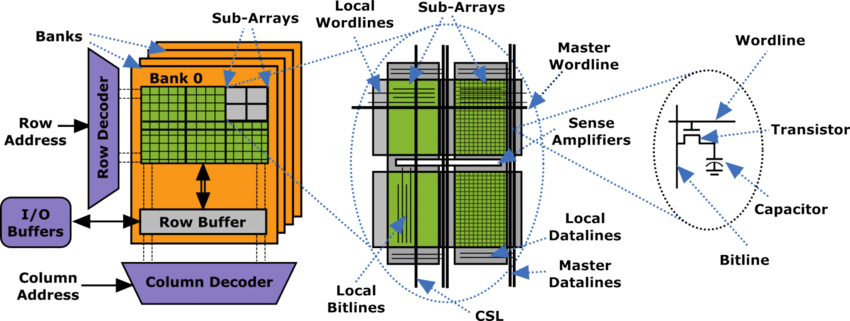 Banks
Sub-Arrays
Bank 0
Row Decoder
Row
Address
I/O
Buffers
Row Buffer
Column
Address
Column Decoder
Local
Wordlines
Sub-Arrays
Master
Wordline
Sense
Amplifiers
Local
Datalines
Master
Datalines
Local
Bitlines
CSL
Wordline
Transistor
Capacitor
Bitline